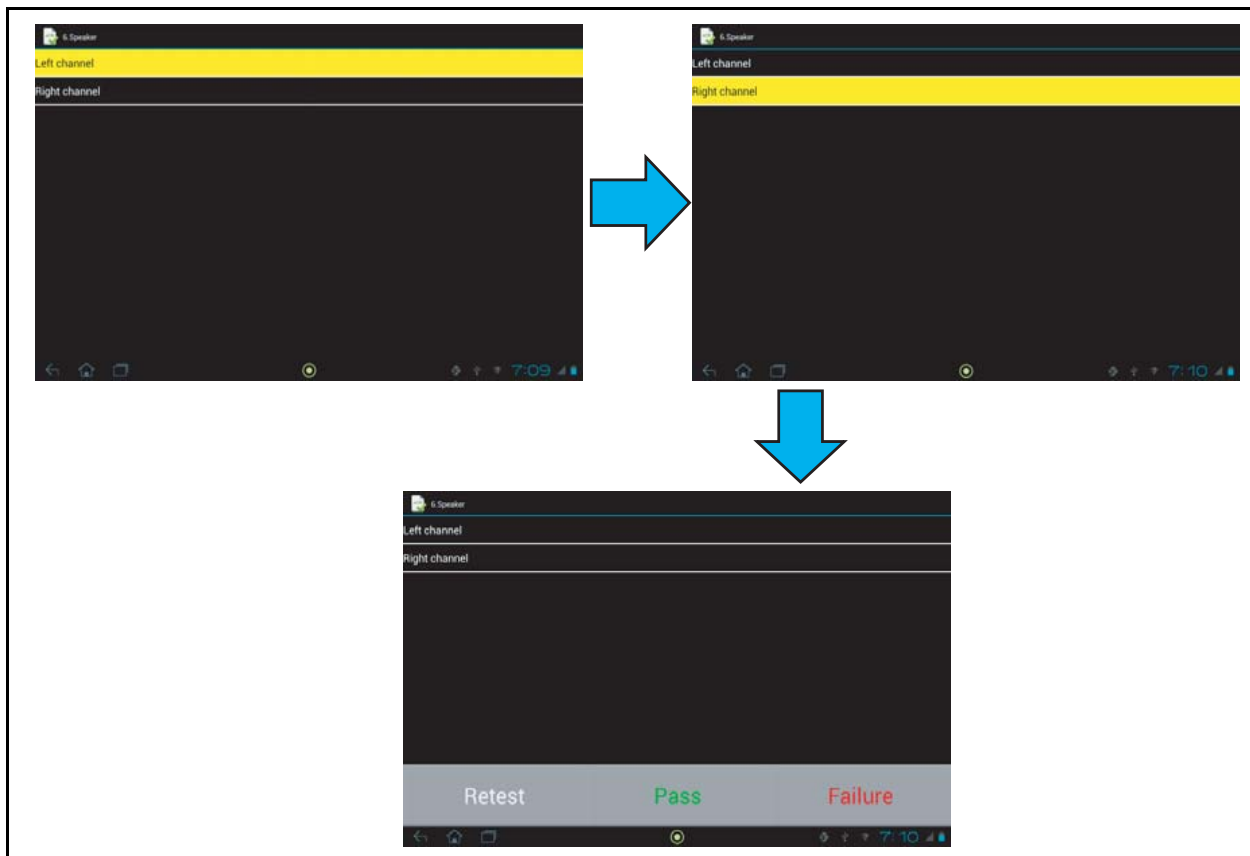 6.Speaker
Left channel
Right channel
7:09
6.Speaker
Left channel
Right channel
7:10
6.Speaker
Left channel
Right channel
Retest Pass Failure
7:10